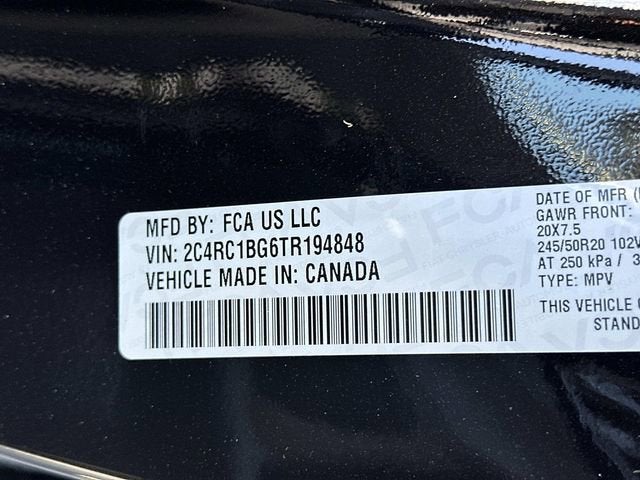 MFD BY: FCA US LLC
VIN: 2C4RC1BG6TR194848
VEHICLE MADE IN: CANADA
DATE OF MFR
GAWR FRONT:
20X7.5
245/50R20 102V
AT 250 kPa /
TYPE: MPV
THIS VEHICLE